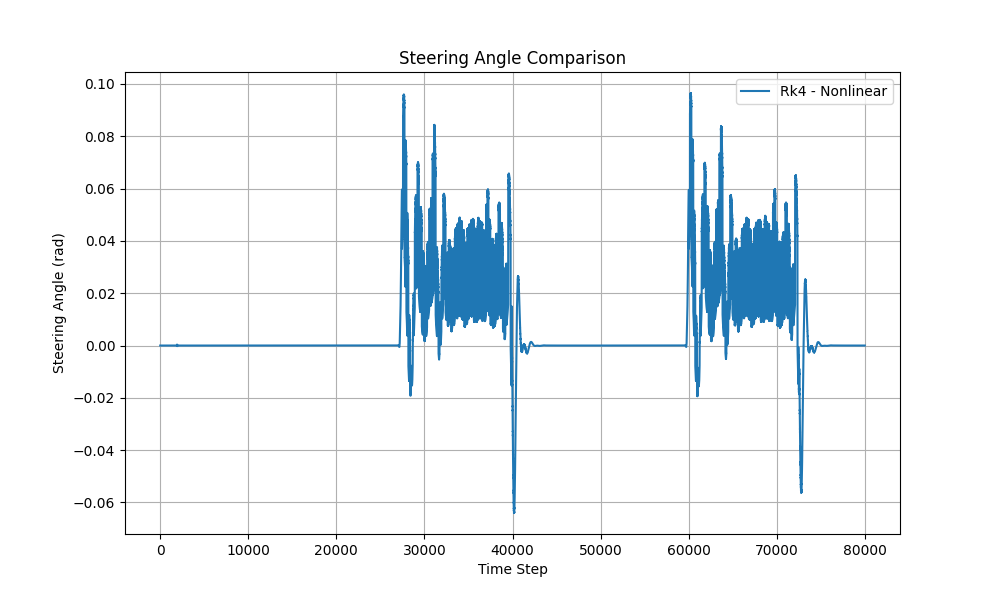 Steering Angle Comparison
Rk4 - Nonlinear
Steering Angle (rad)
0.10
0.08
0.06
0.04
0.02
0.00
−0.02
−0.04
−0.06
0 10000 20000 30000 40000 50000 60000 70000 80000
Time Step